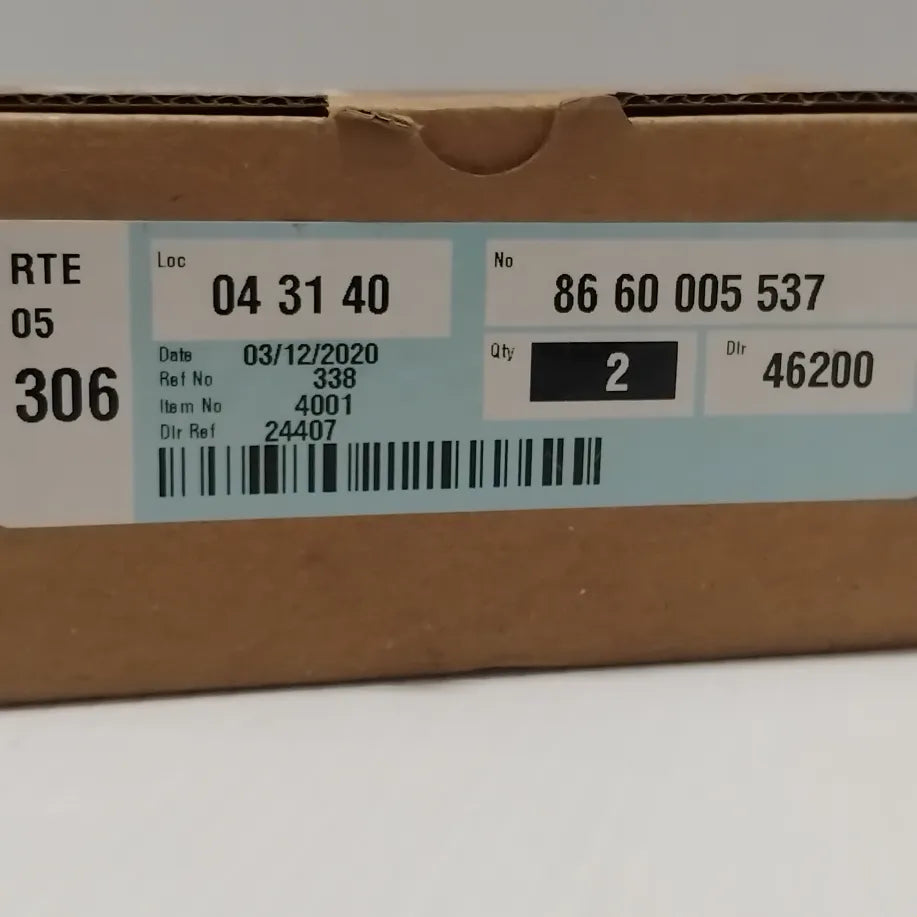 RTE
05
306
Loc
04 31 40
Date 03/12/2020
Ref No 338
Item No 4001
Dlr Ref 24407
No
86 60 005 537
Qty
2
Dlr
46200